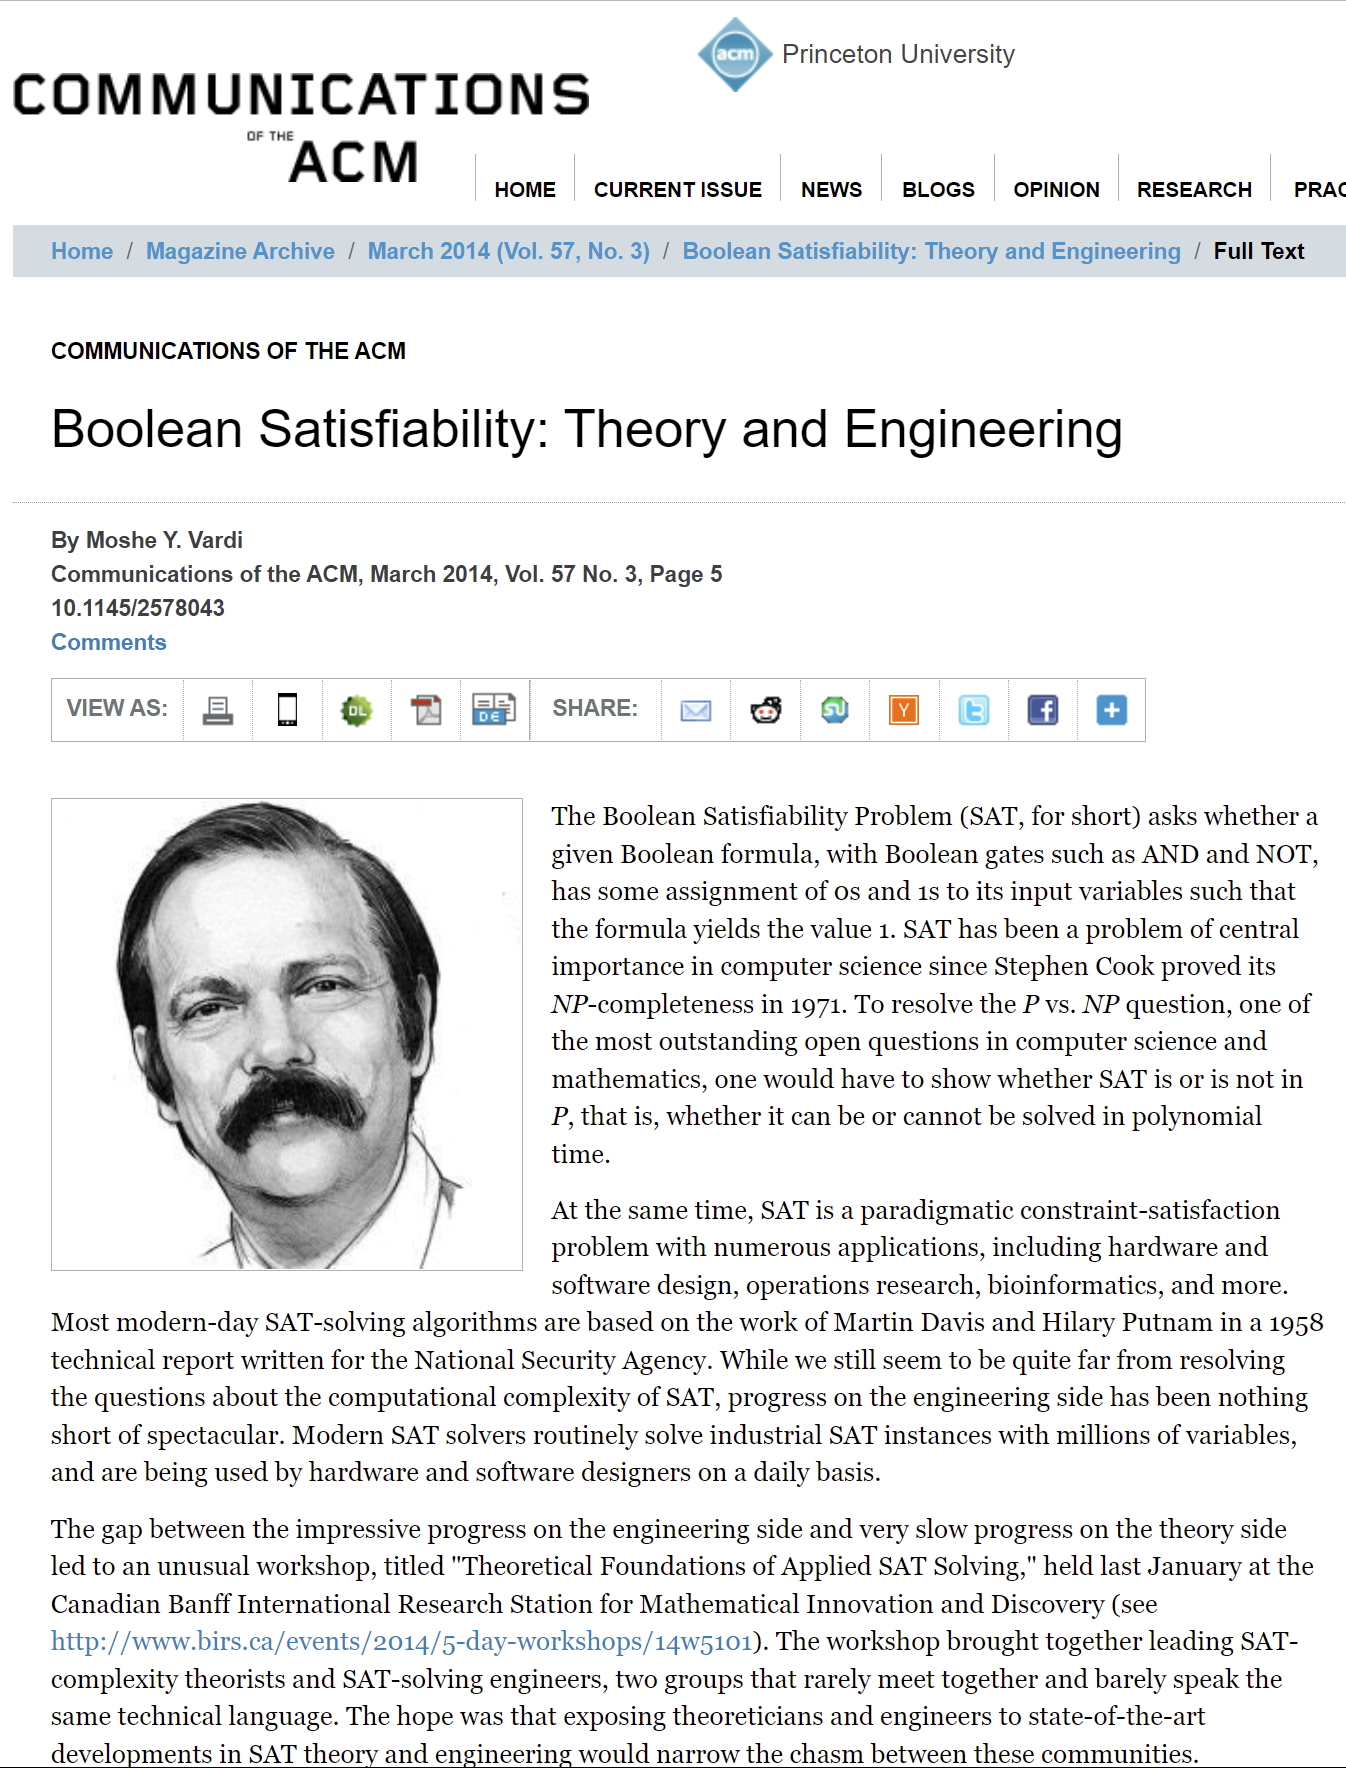 acm Princeton University
COMMUNICATIONS
OF THE
ACM
HOME CURRENT ISSUE NEWS BLOGS OPINION RESEARCH PRAC
Home / Magazine Archive / March 2014 (Vol. 57, No. 3) / Boolean Satisfiability: Theory and Engineering / Full Text
COMMUNICATIONS OF THE ACM
Boolean Satisfiability: Theory and Engineering
By Moshe Y. Vardi
Communications of the ACM, March 2014, Vol. 57 No. 3, Page 5
10.1145/2578043
Comments
VIEW AS: DL DE SHARE: SU Y t f +
The Boolean Satisfiability Problem (SAT, for short) asks whether a
given Boolean formula, with Boolean gates such as AND and NOT,
has some assignment of 0s and 1s to its input variables such that
the formula yields the value 1. SAT has been a problem of central
importance in computer science since Stephen Cook proved its
NP-completeness in 1971. To resolve the P vs. NP question, one of
the most outstanding open questions in computer science and
mathematics, one would have to show whether SAT is or is not in
P, that is, whether it can be or cannot be solved in polynomial
time.
At the same time, SAT is a paradigmatic constraint-satisfaction
problem with numerous applications, including hardware and
software design, operations research, bioinformatics, and more.
Most modern-day SAT-solving algorithms are based on the work of Martin Davis and Hilary Putnam in a 1958
technical report written for the National Security Agency. While we still seem to be quite far from resolving
the questions about the computational complexity of SAT, progress on the engineering side has been nothing
short of spectacular. Modern SAT solvers routinely solve industrial SAT instances with millions of variables,
and are being used by hardware and software designers on a daily basis.
The gap between the impressive progress on the engineering side and very slow progress on the theory side
led to an unusual workshop, titled "Theoretical Foundations of Applied SAT Solving," held last January at the
Canadian Banff International Research Station for Mathematical Innovation and Discovery (see
http://www.birs.ca/events/2014/5-day-workshops/14w5101). The workshop brought together leading SAT-
complexity theorists and SAT-solving engineers, two groups that rarely meet together and barely speak the
same technical language. The hope was that exposing theoreticians and engineers to state-of-the-art
developments in SAT theory and engineering would narrow the chasm between these communities.